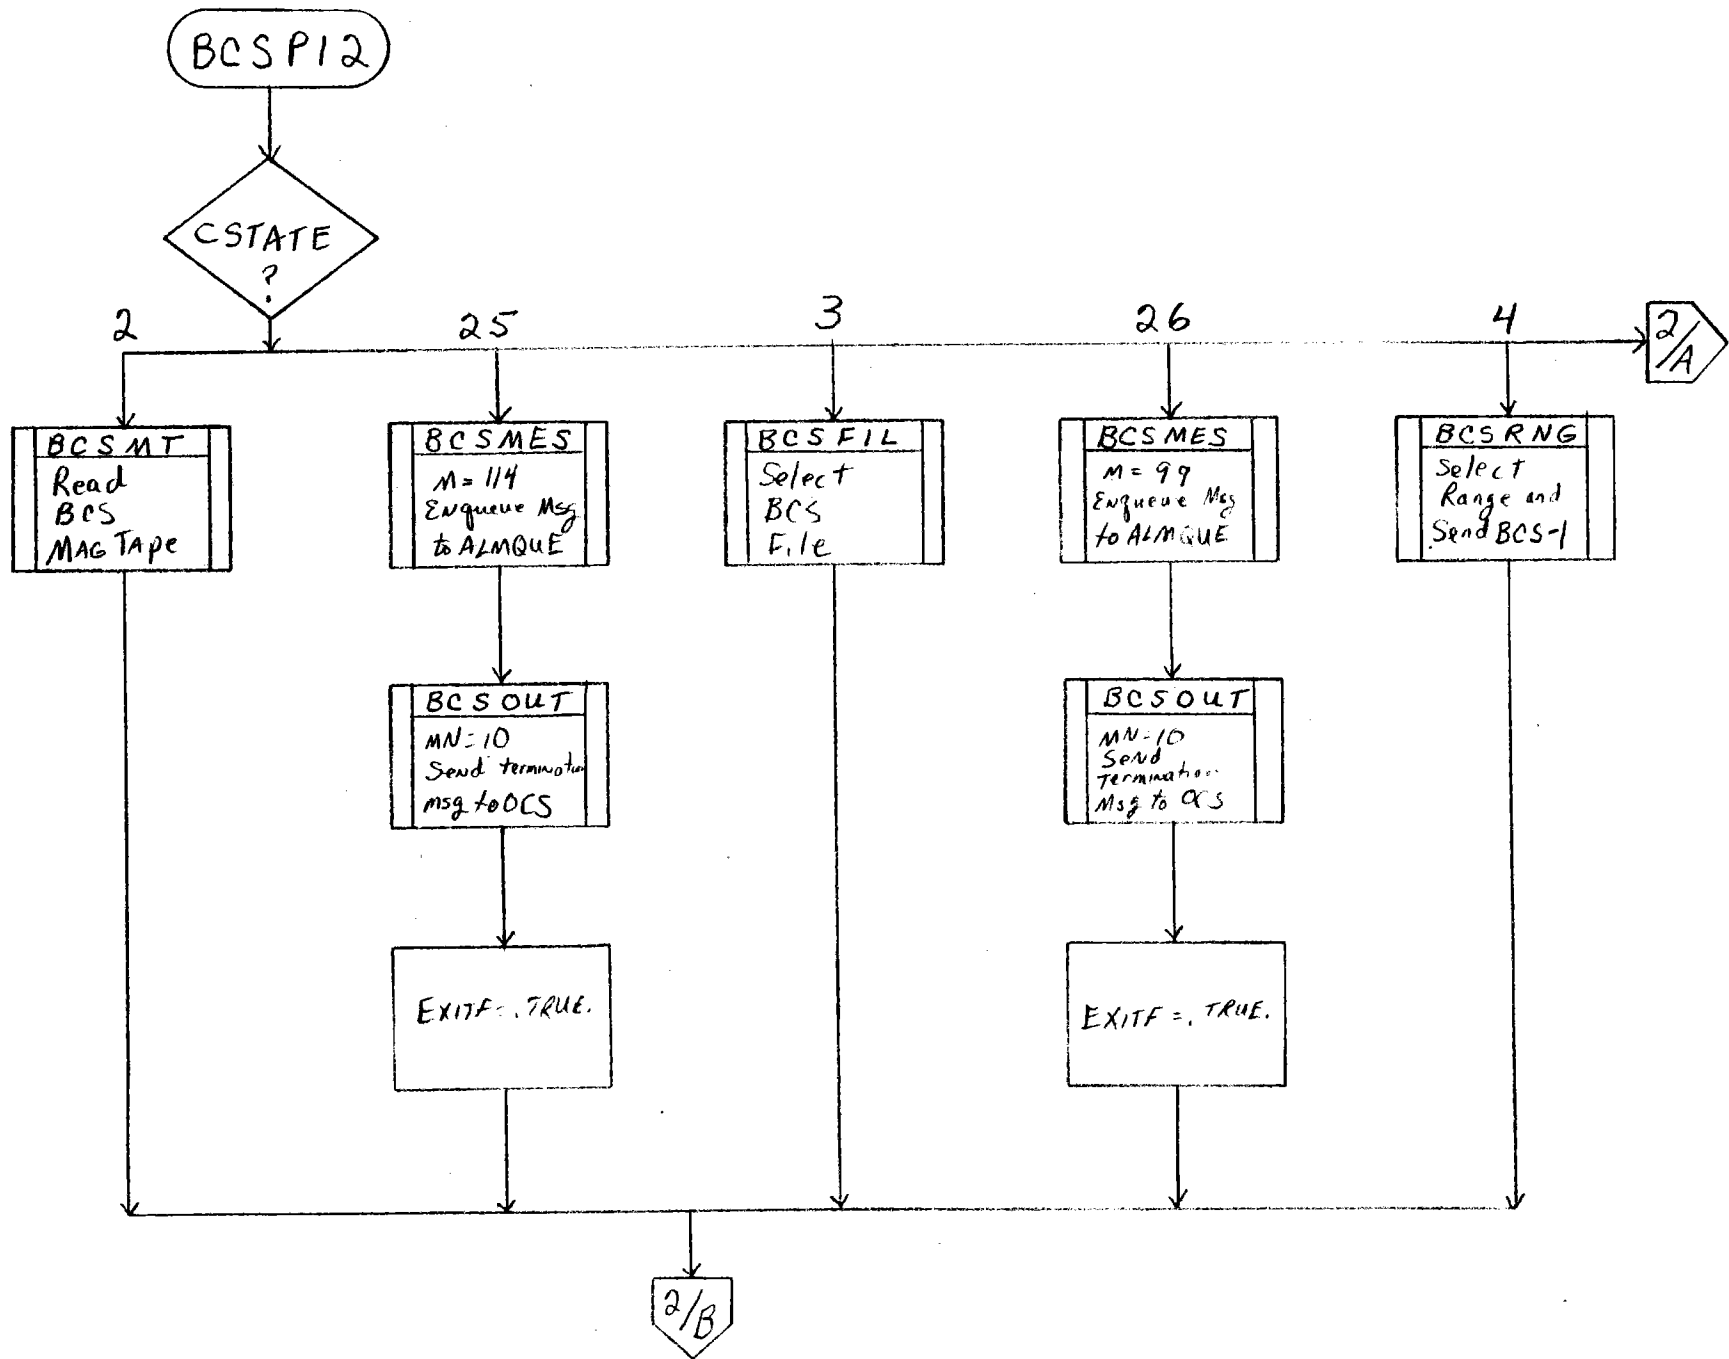 BCSP12
CSTATE
?
2
25
3
26
4
2/A
BCSMT
Read
BCS
MAG TApe
BCSMES
M = 114
ENqueue Msg
to ALMQUE
BCSFIL
Select
BCS
File
BCSMES
M = 99
ENqueue Msg
to ALMQUE
BCSRNG
Select
Range and
Send BCS-1
BCSOUT
MN=10
Send termination
msg to OCS
BCSOUT
MN=10
Send
Termination
Msg to OCS
EXITF=.TRUE.
EXITF=.TRUE.
2/B